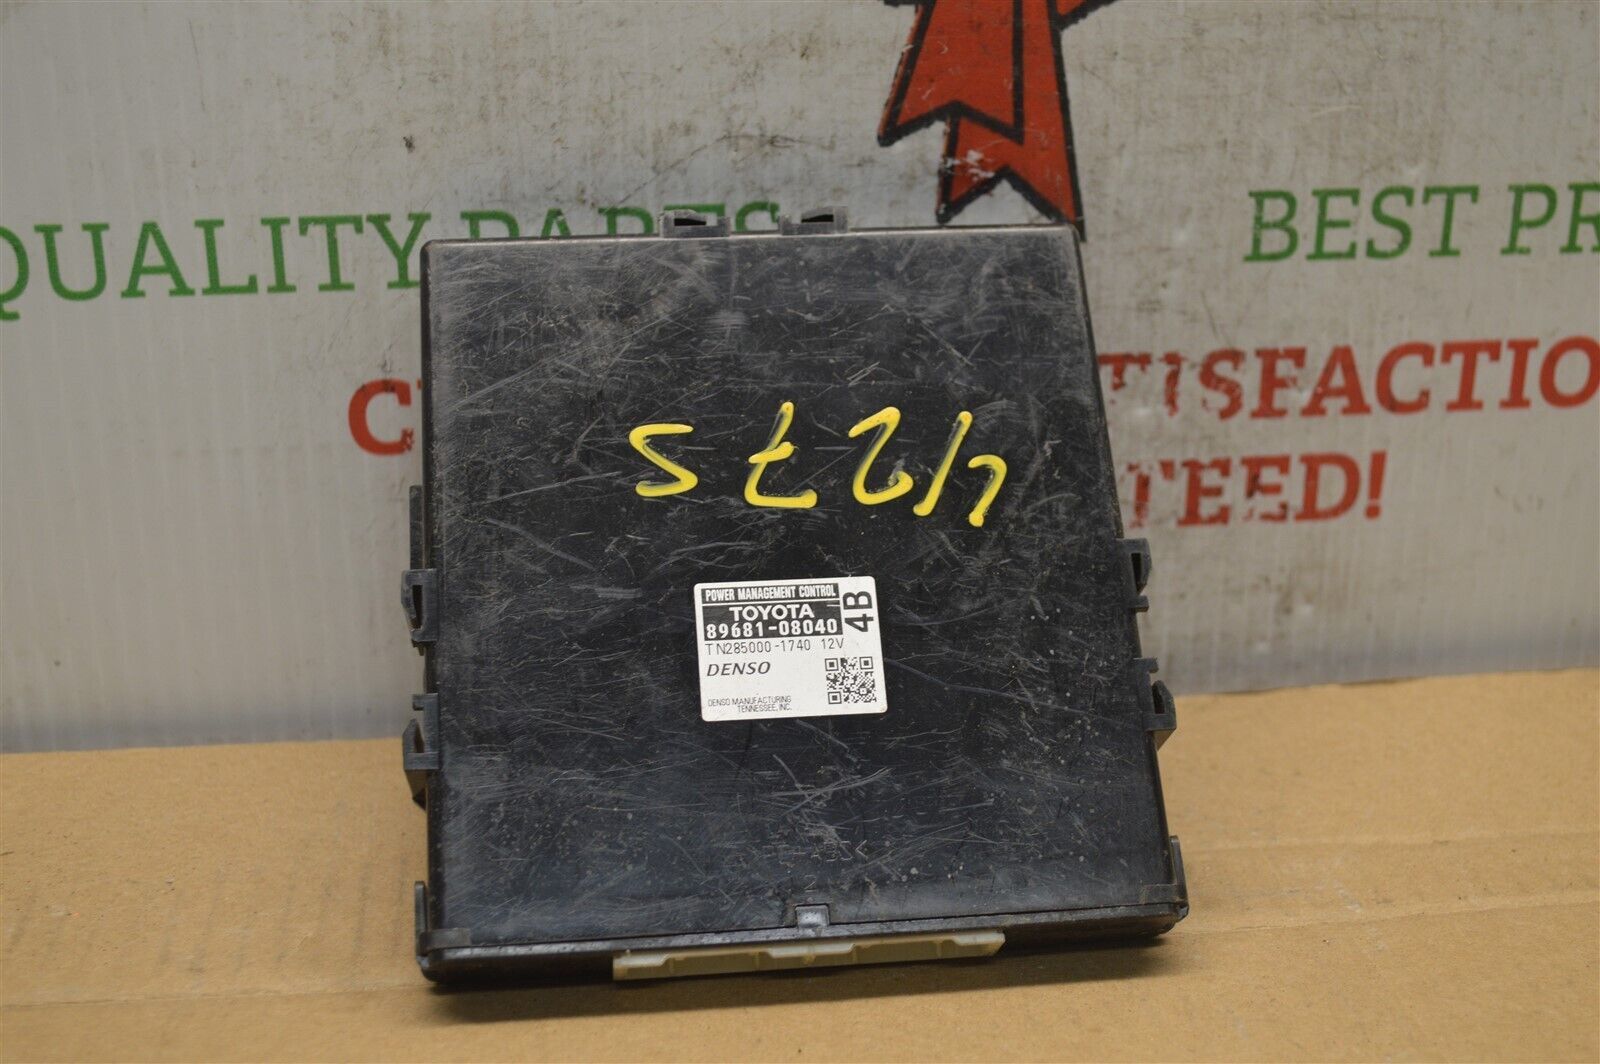 QUALITY PARTS
BEST PR
TISFACTIO
TEED!
POWER MANAGEMENT CONTROL
TOYOTA
89681-08040
4B
TN285000-1740 12V
DENSO
DENSO MANUFACTURING
TENNESSEE, INC.